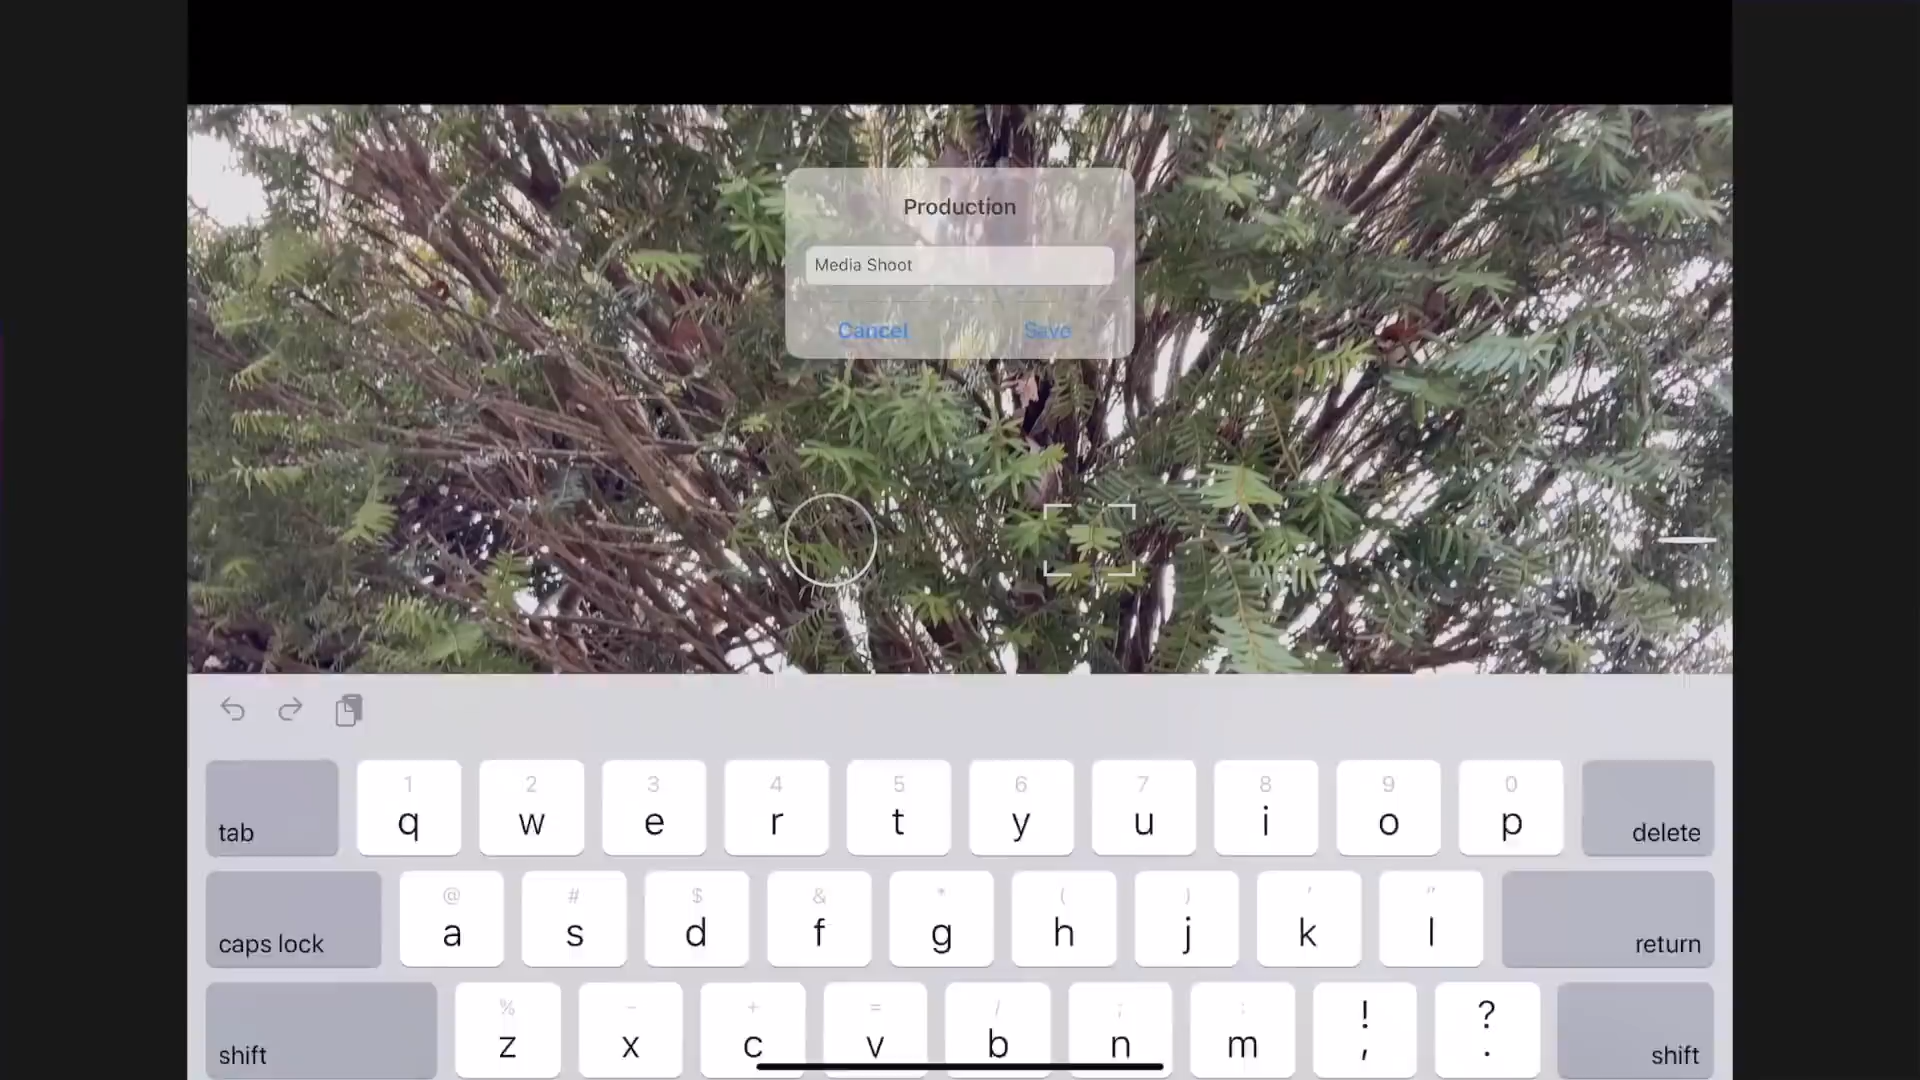 Production
Media Shoot
Cancel Save
1 2 3 4 5 6 7 8 9 0
tab q w e r t y u i o p delete
@ # $ & * ( ) ' "
caps lock a s d f g h j k l return
% - + = / ; : ! ?
shift z x c v b n m , . shift